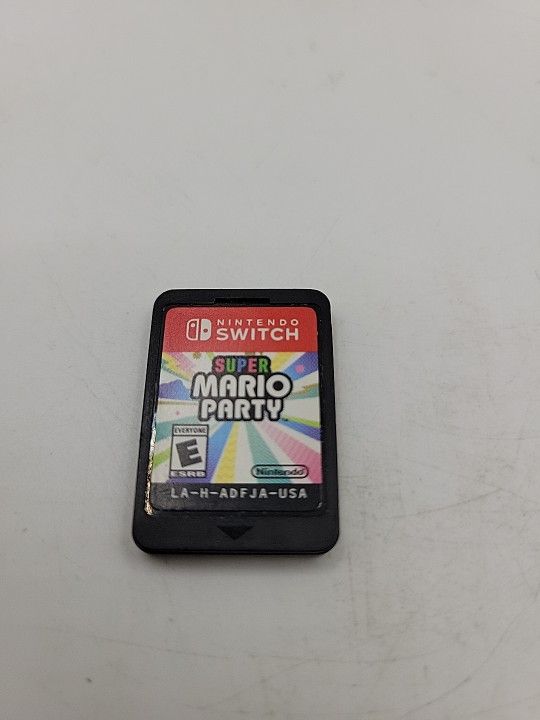 NINTENDO
SWITCH
SUPER
MARIO
PARTY
EVERYONE
E
ESRB
Nintendo
LA-H-ADFJA-USA